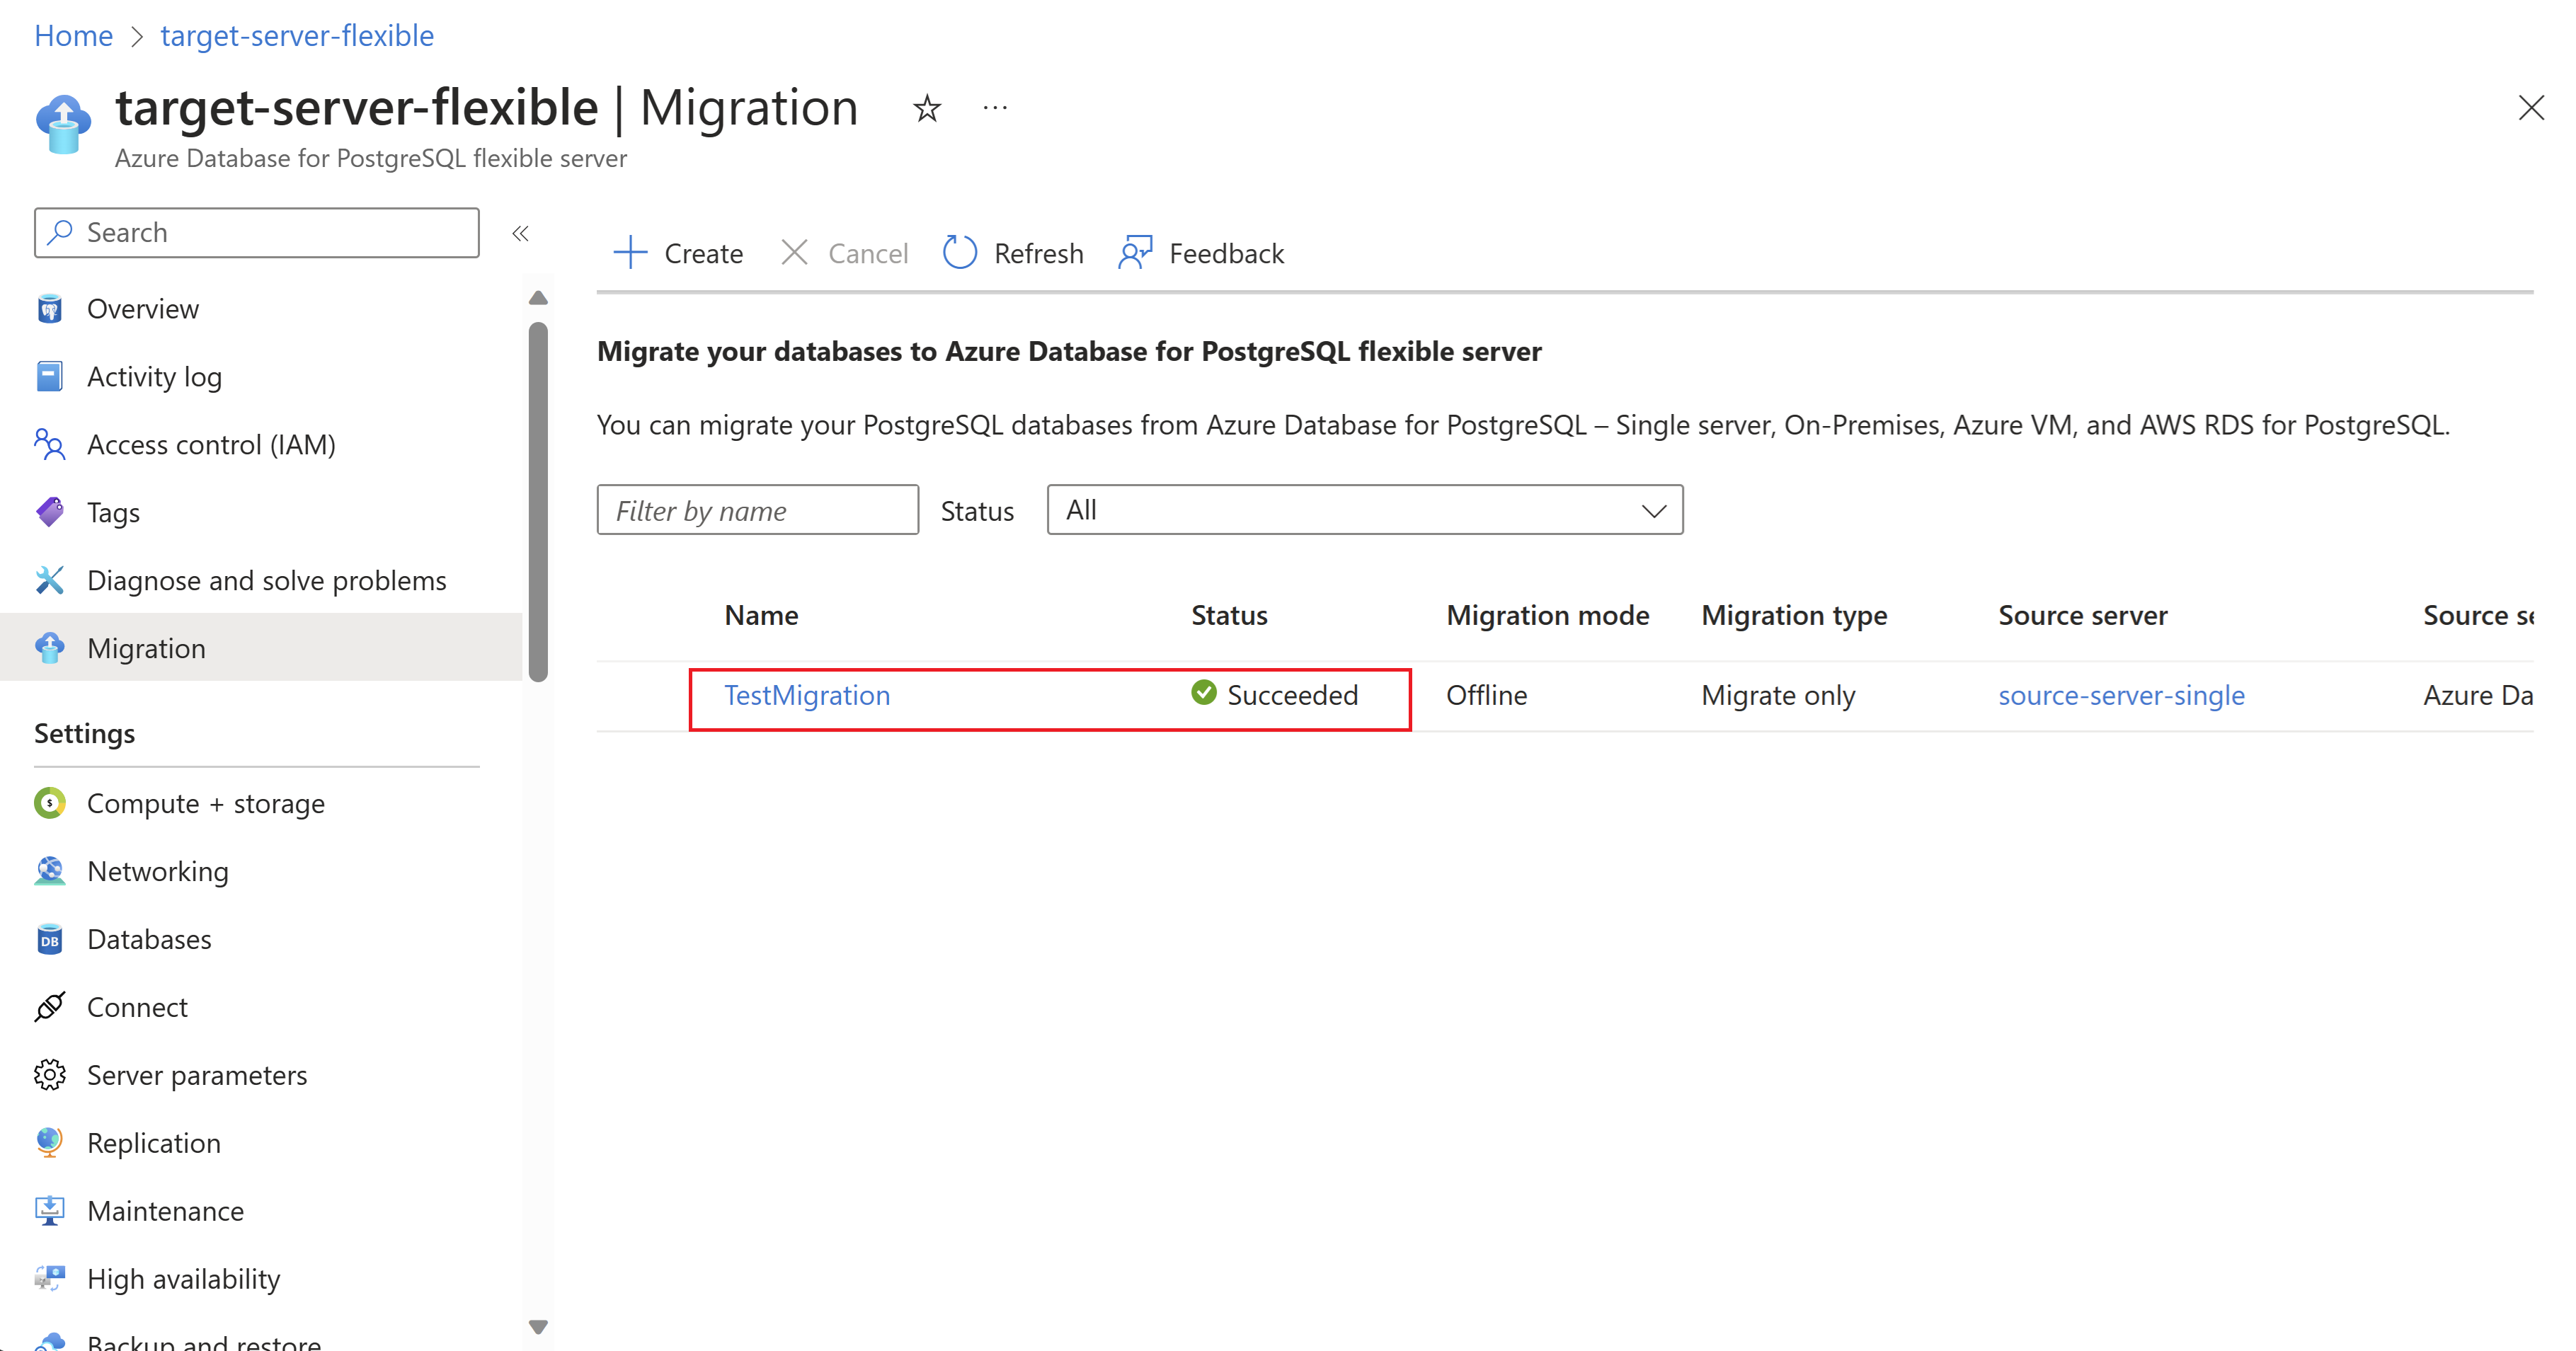 Home > target-server-flexible
target-server-flexible | Migration
Azure Database for PostgreSQL flexible server
Search
Overview
Activity log
Access control (IAM)
Tags
Diagnose and solve problems
Migration
Settings
Compute + storage
Networking
Databases
DB
Connect
Server parameters
Replication
Maintenance
High availability
Backup and restore
Create Cancel Refresh Feedback
Migrate your databases to Azure Database for PostgreSQL flexible server
You can migrate your PostgreSQL databases from Azure Database for PostgreSQL – Single server, On-Premises, Azure VM, and AWS RDS for PostgreSQL.
Filter by name Status All
Name Status Migration mode Migration type Source server Source se
TestMigration Succeeded Offline Migrate only source-server-single Azure Da